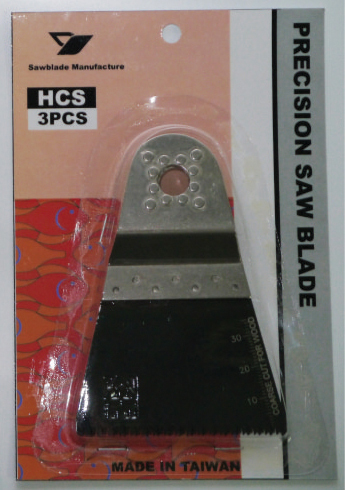 Sawblade Manufacture
HCS
3PCS
PRECISION SAW BLADE
30
20
10
COARSE CUT FOR WOOD
MADE IN TAIWAN